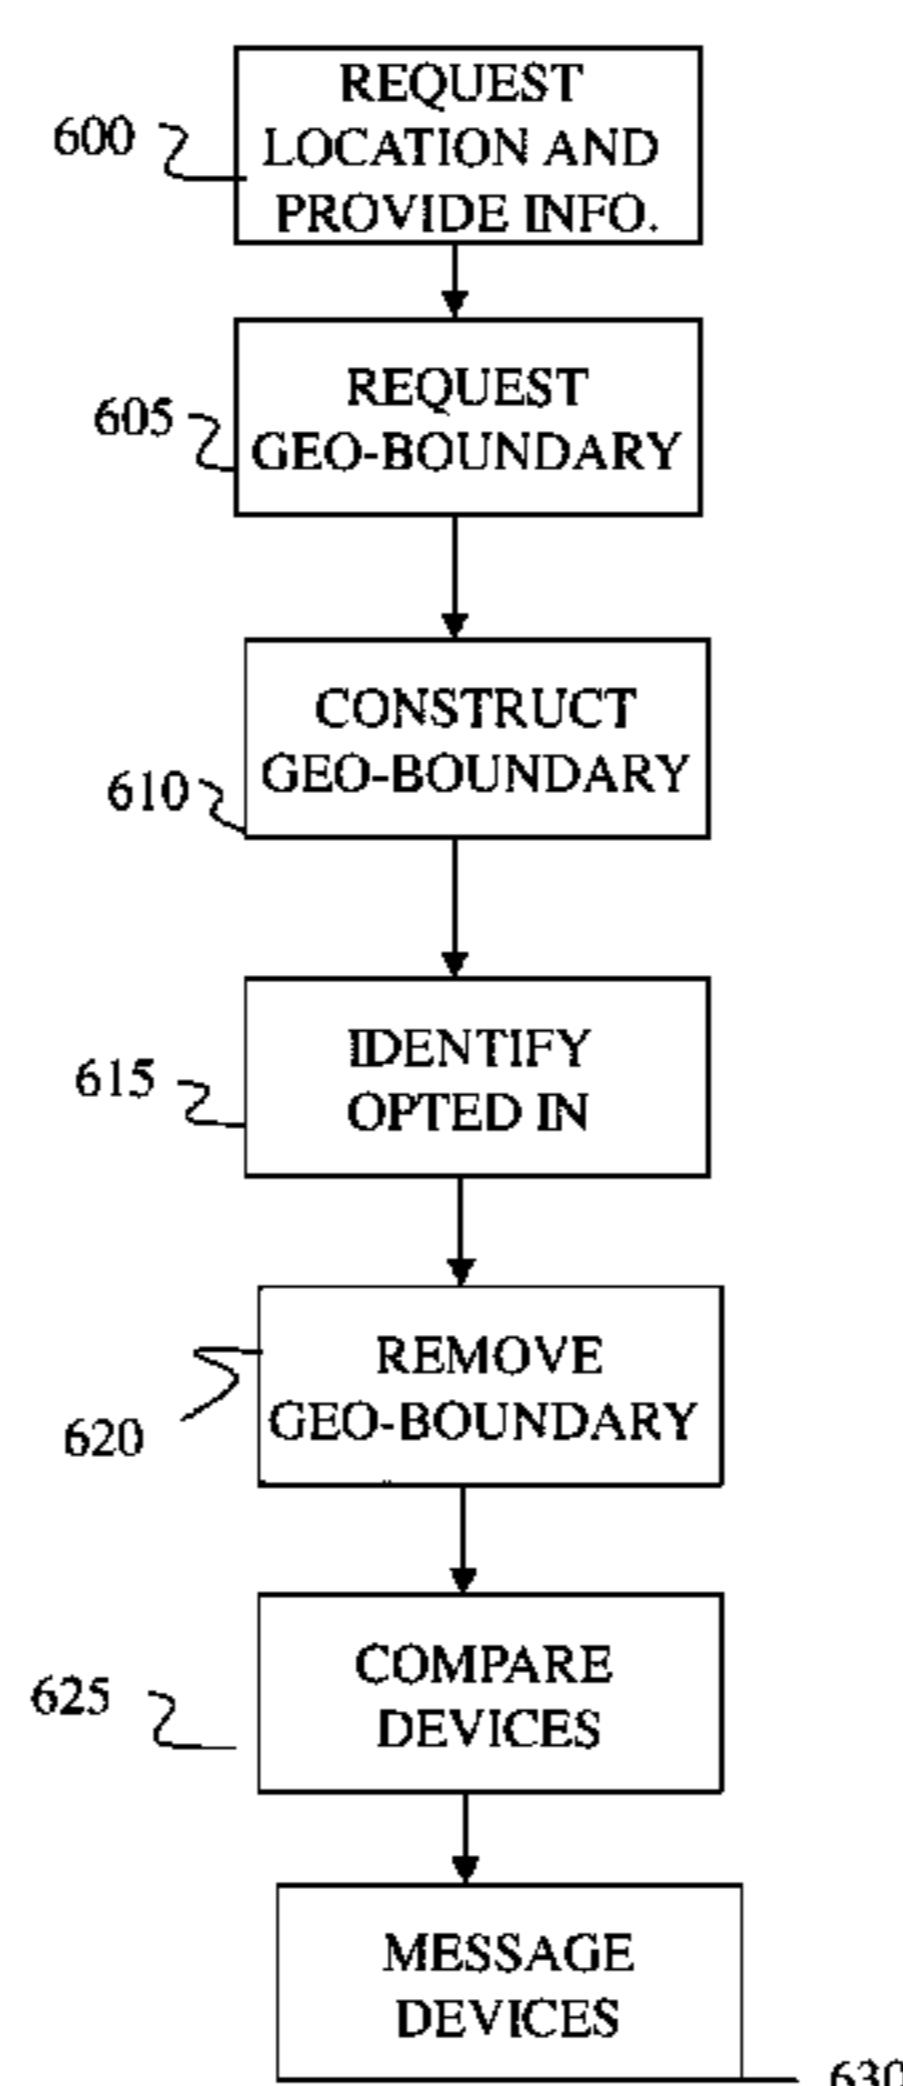 REQUEST
600
LOCATION AND
PROVIDE INFO.
REQUEST
605
GEO-BOUNDARY
CONSTRUCT
GEO-BOUNDARY
610
IDENTIFY
615
OPTED IN
REMOVE
GEO-BOUNDARY
620
COMPARE
625
DEVICES
MESSAGE
DEVICES
630